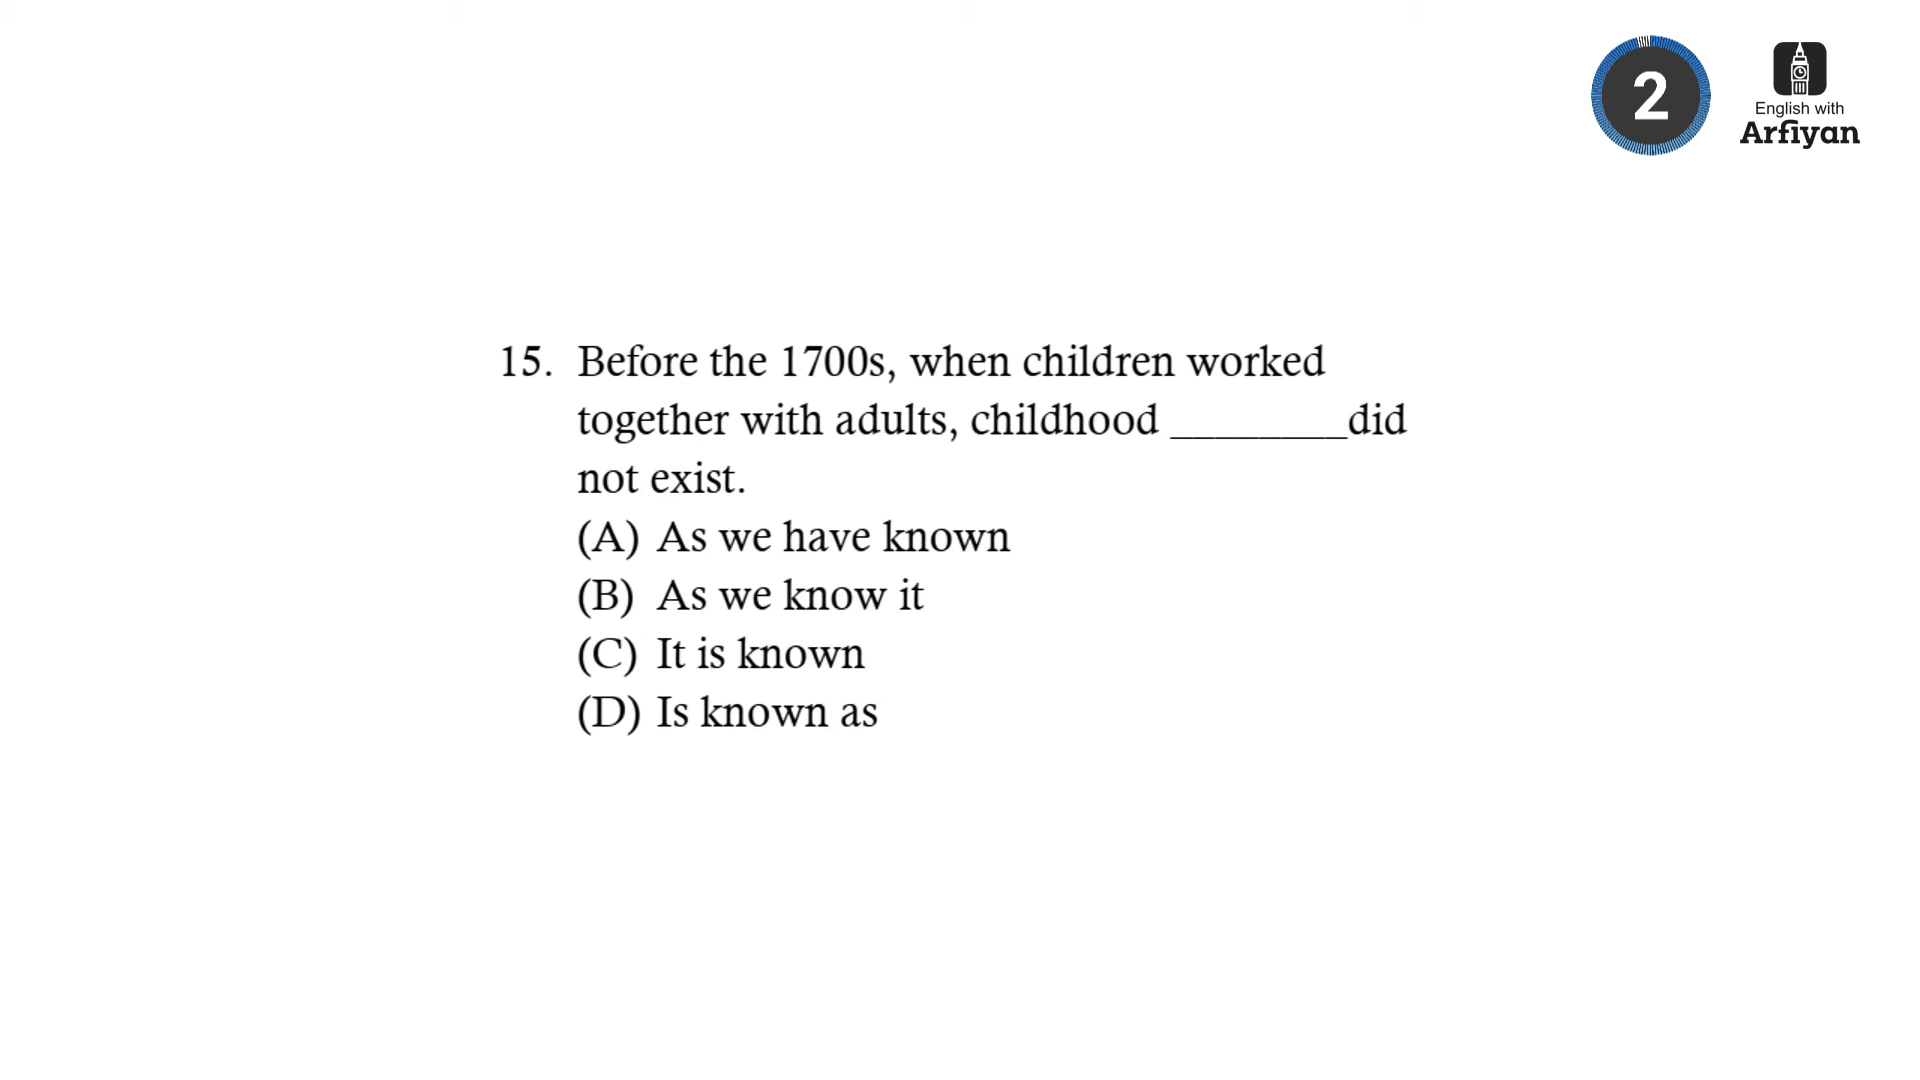 2
English with
Arfiyan
15. Before the 1700s, when children worked
together with adults, childhood ________did
not exist.
(A) As we have known
(B) As we know it
(C) It is known
(D) Is known as